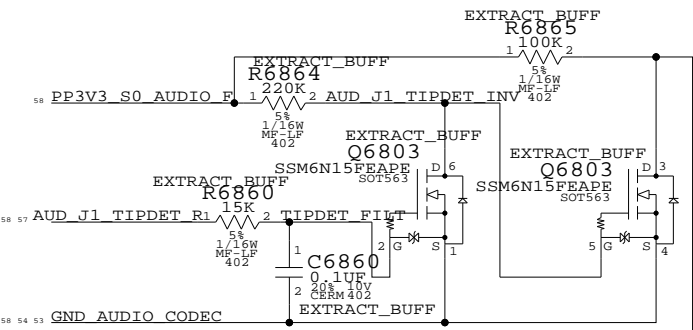 EXTRACT_BUFF
R6865
1 100K 2
5%
1/16W
MF-LF
402
EXTRACT_BUFF
R6864
220K
58 PP3V3_S0_AUDIO_F 1 2 AUD_J1_TIPDET_INV
5%
1/16W
MF-LF
402
EXTRACT_BUFF
Q6803
SSM6N15FEAPE
SOT563
D 6
2 G S 1
EXTRACT_BUFF
Q6803
SSM6N15FEAPE
SOT563
D 3
5 G S 4
EXTRACT_BUFF
R6860
15K
58 57 AUD_J1_TIPDET_R 1 2 TIPDET_FILT
5%
1/16W
MF-LF
402
1
C6860
0.1UF
2 20% 10V
CERM 402
EXTRACT_BUFF
58 54 53 GND_AUDIO_CODEC